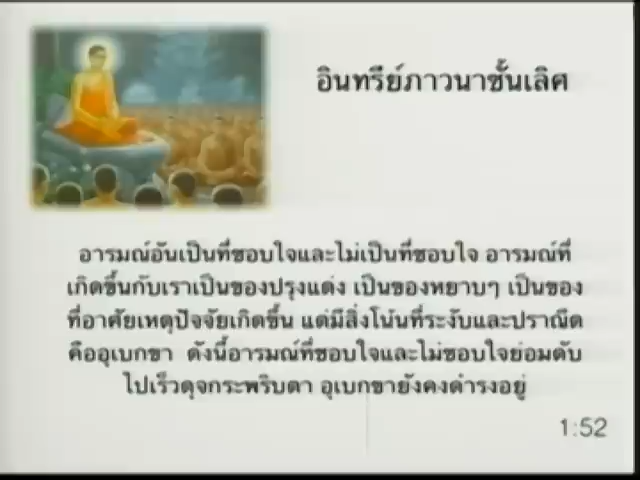 อินทรีย์ภาวนาชั้นเลิศ
อารมณ์อันเป็นที่ชอบใจและไม่เป็นที่ชอบใจ อารมณ์ที่
เกิดขึ้นกับเราเป็นของปรุงแต่ง เป็นของหยาบๆ เป็นของ
ที่อาศัยเหตุปัจจัยเกิดขึ้น แต่มีสิ่งโน้นที่ระงับและปราณีต
คืออุเบกขา ดังนี้อารมณ์ที่ชอบใจและไม่ชอบใจย่อมดับ
ไปเร็วดุจกระพริบตา อุเบกขายังคงดำรงอยู่
1:52